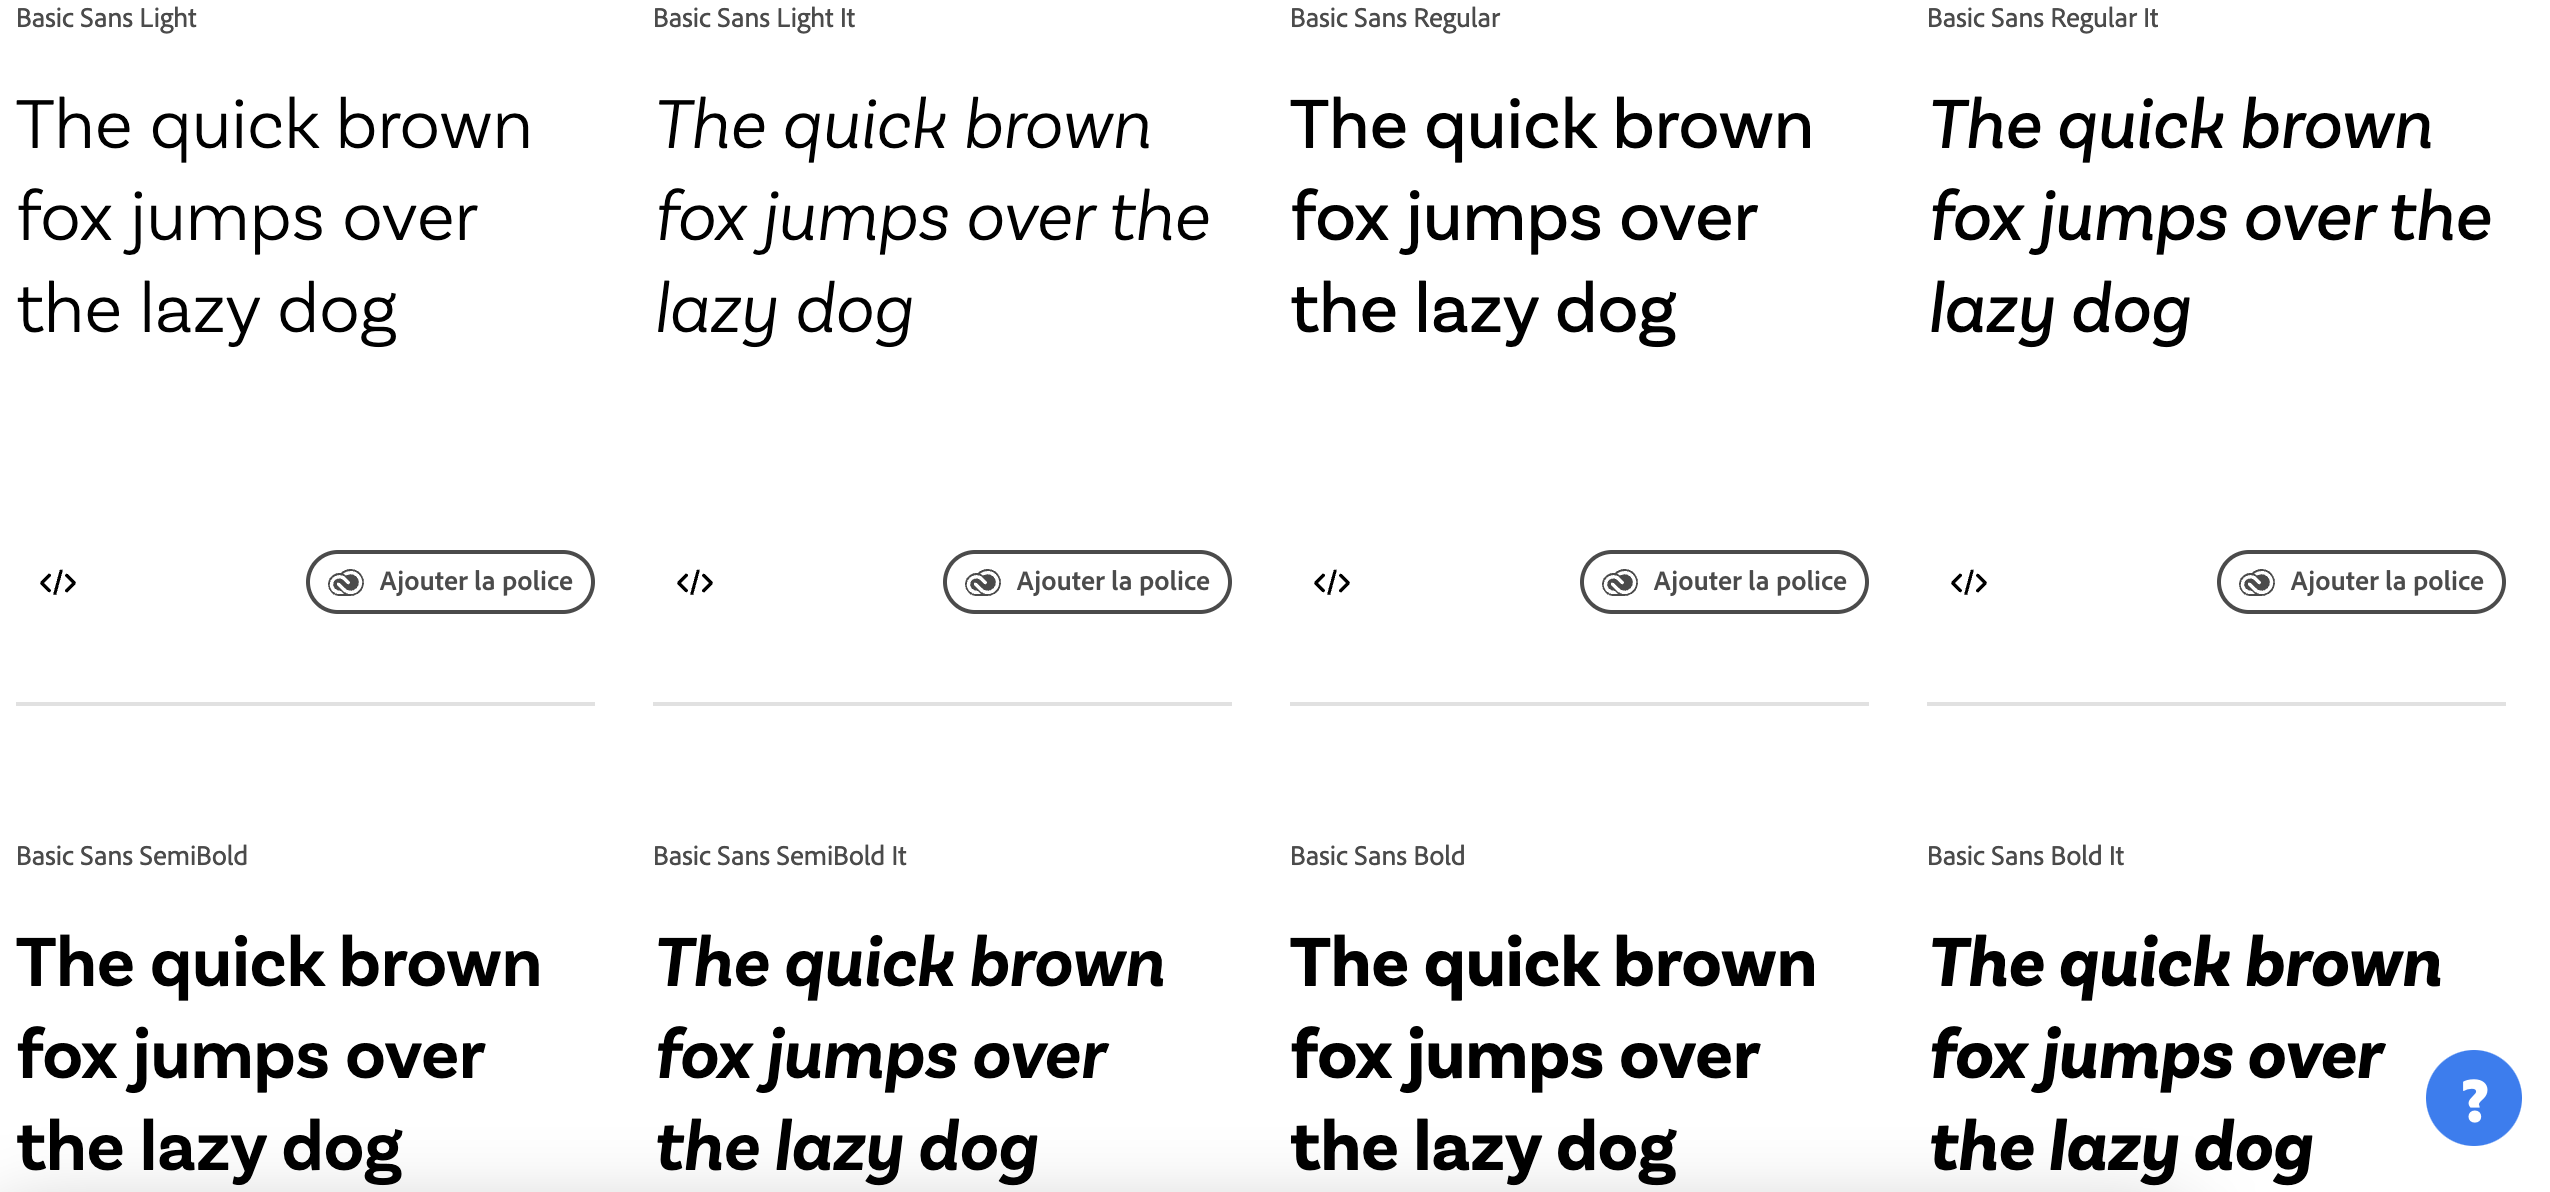 Basic Sans Light
The quick brown
fox jumps over
the lazy dog
</>
Ajouter la police
Basic Sans Light It
The quick brown
fox jumps over the
lazy dog
</>
Ajouter la police
Basic Sans Regular
The quick brown
fox jumps over
the lazy dog
</>
Ajouter la police
Basic Sans Regular It
The quick brown
fox jumps over the
lazy dog
</>
Ajouter la police
Basic Sans SemiBold
The quick brown
fox jumps over
the lazy dog
Basic Sans SemiBold It
The quick brown
fox jumps over
the lazy dog
Basic Sans Bold
The quick brown
fox jumps over
the lazy dog
Basic Sans Bold It
The quick brown
fox jumps over
the lazy dog
?